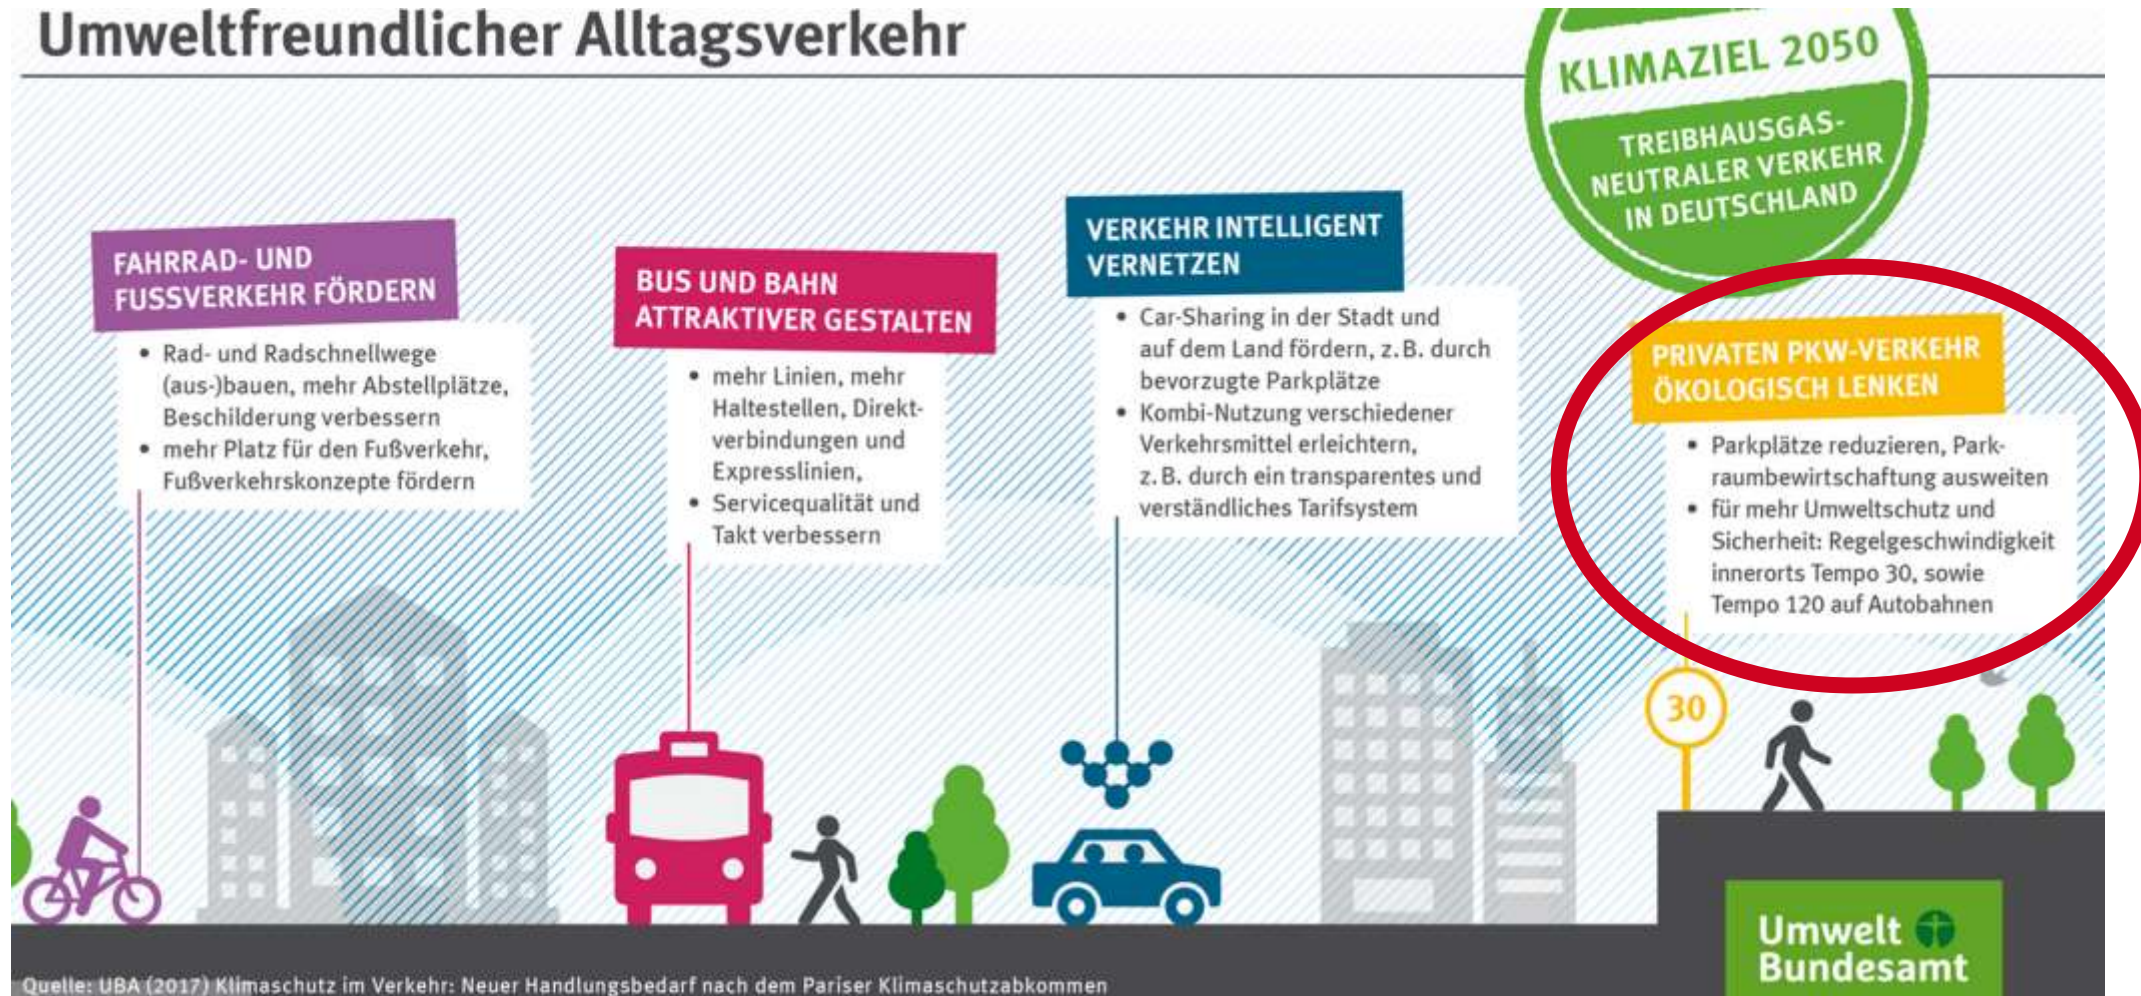 Umweltfreundlicher Alltagsverkehr
KLIMAZIEL 2050
TREIBHAUSGAS-
NEUTRALER VERKEHR
IN DEUTSCHLAND
FAHRRAD- UND
FUSSVERKEHR FÖRDERN
• Rad- und Radschnellwege
(aus-)bauen, mehr Abstellplätze,
Beschilderung verbessern
• mehr Platz für den Fußverkehr,
Fußverkehrskonzepte fördern
BUS UND BAHN
ATTRAKTIVER GESTALTEN
• mehr Linien, mehr
Haltestellen, Direkt-
verbindungen und
Expresslinien,
• Servicequalität und
Takt verbessern
VERKEHR INTELLIGENT
VERNETZEN
• Car-Sharing in der Stadt und
auf dem Land fördern, z.B. durch
bevorzugte Parkplätze
• Kombi-Nutzung verschiedener
Verkehrsmittel erleichtern,
z.B. durch ein transparentes und
verständliches Tarifsystem
PRIVATEN PKW-VERKEHR
ÖKOLOGISCH LENKEN
• Parkplätze reduzieren, Park-
raumbewirtschaftung ausweiten
• für mehr Umweltschutz und
Sicherheit: Regelgeschwindigkeit
innerorts Tempo 30, sowie
Tempo 120 auf Autobahnen
30
Umwelt
Bundesamt
Quelle: UBA (2017) Klimaschutz im Verkehr: Neuer Handlungsbedarf nach dem Pariser Klimaschutzabkommen